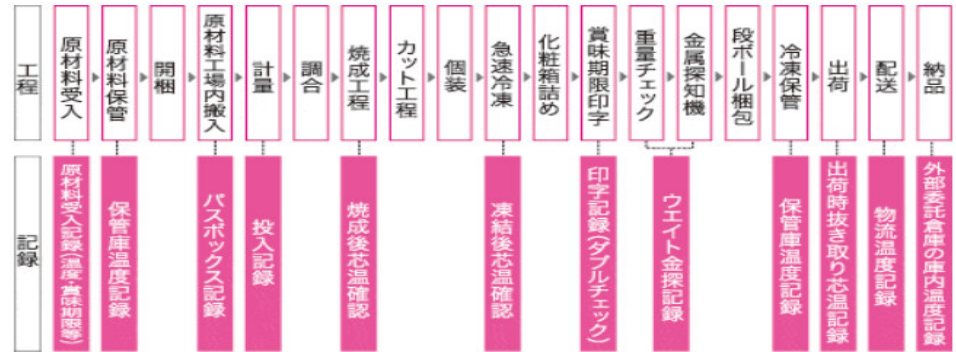 工程
原材料受入
原材料保管
開梱
原材料工場内搬入
計量
調合
焼成工程
カット工程
個装
急速冷凍
化粧箱詰め
賞味期限印字
重量チェック
金属探知機
段ボール梱包
冷凍保管
出荷
配送
納品
記録
原材料受入記録(温度・賞味期限等)
保管庫温度記録
パスボックス記録
投入記録
焼成後芯温確認
凍結後芯温確認
印字記録(ダブルチェック)
ウエイト金探記録
保管庫温度記録
出荷時抜き取り芯温記録
物流温度記録
外部委託倉庫の庫内温度記録